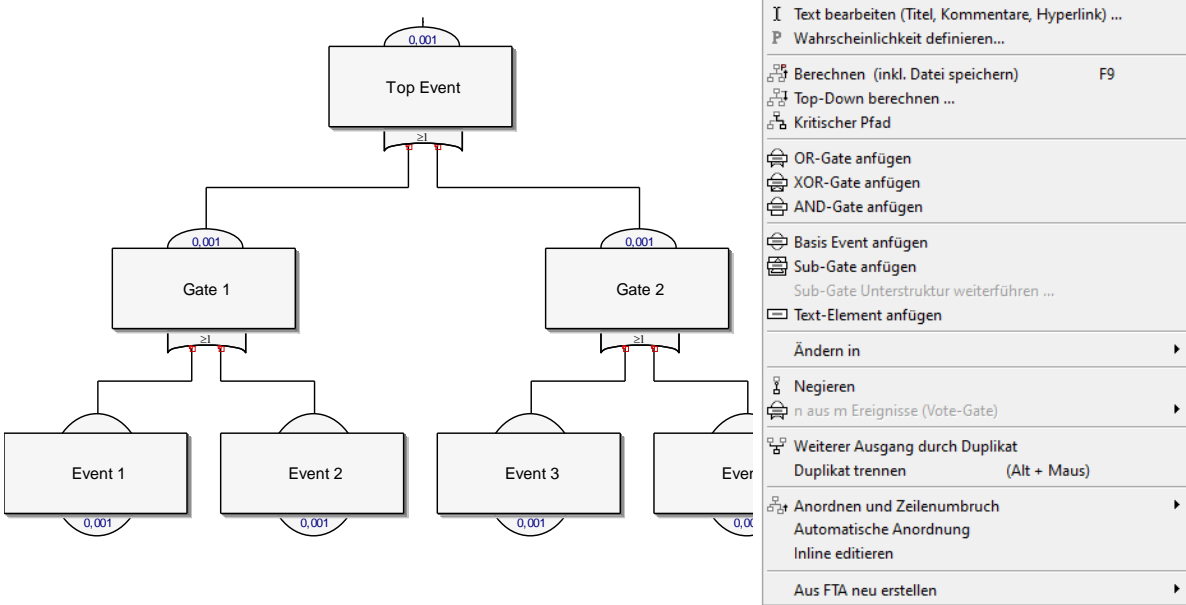 0,001
Top Event
≥1
0,001
0,001
Gate 1
Gate 2
≥1
≥1
Event 1
Event 2
Event 3
0,001
0,001
0,001
Text bearbeiten (Titel, Kommentare, Hyperlink) ...
P Wahrscheinlichkeit definieren...
Berechnen (inkl. Datei speichern) F9
Top-Down berechnen ...
Kritischer Pfad
OR-Gate anfügen
XOR-Gate anfügen
AND-Gate anfügen
Basis Event anfügen
Sub-Gate anfügen
Sub-Gate Unterstruktur weiterführen ...
Text-Element anfügen
Ändern in
Negieren
n aus m Ereignisse (Vote-Gate)
Weiterer Ausgang durch Duplikat
Duplikat trennen (Alt + Maus)
Anordnen und Zeilenumbruch
Automatische Anordnung
Inline editieren
Aus FTA neu erstellen